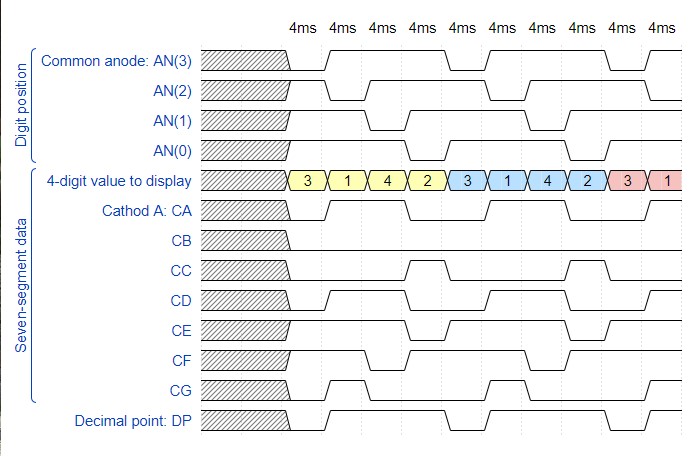 4ms 4ms 4ms 4ms 4ms 4ms 4ms 4ms 4ms 4ms
Digit position
Common anode: AN(3)
AN(2)
AN(1)
AN(0)
Seven-segment data
4-digit value to display 3 1 4 2 3 1 4 2 3 1
Cathod A: CA
CB
CC
CD
CE
CF
CG
Decimal point: DP